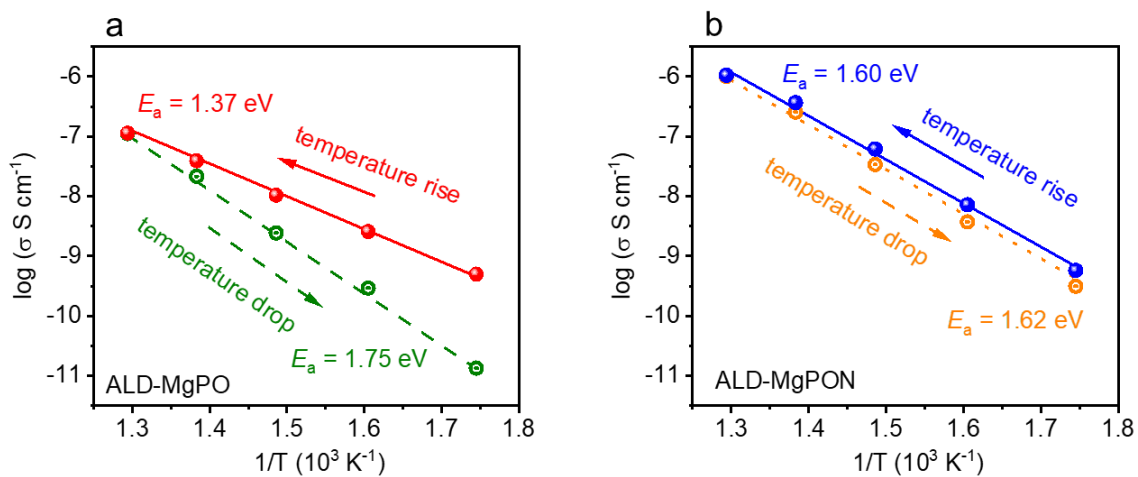 a
-6
-7
-8
-9
-10
-11
log (σ S cm⁻¹)
Eₐ = 1.37 eV
temperature rise
temperature drop
Eₐ = 1.75 eV
ALD-MgPO
1.3 1.4 1.5 1.6 1.7 1.8
1/T (10³ K⁻¹)
b
-6
-7
-8
-9
-10
-11
log (σ S cm⁻¹)
Eₐ = 1.60 eV
temperature rise
temperature drop
Eₐ = 1.62 eV
ALD-MgPON
1.3 1.4 1.5 1.6 1.7 1.8
1/T (10³ K⁻¹)